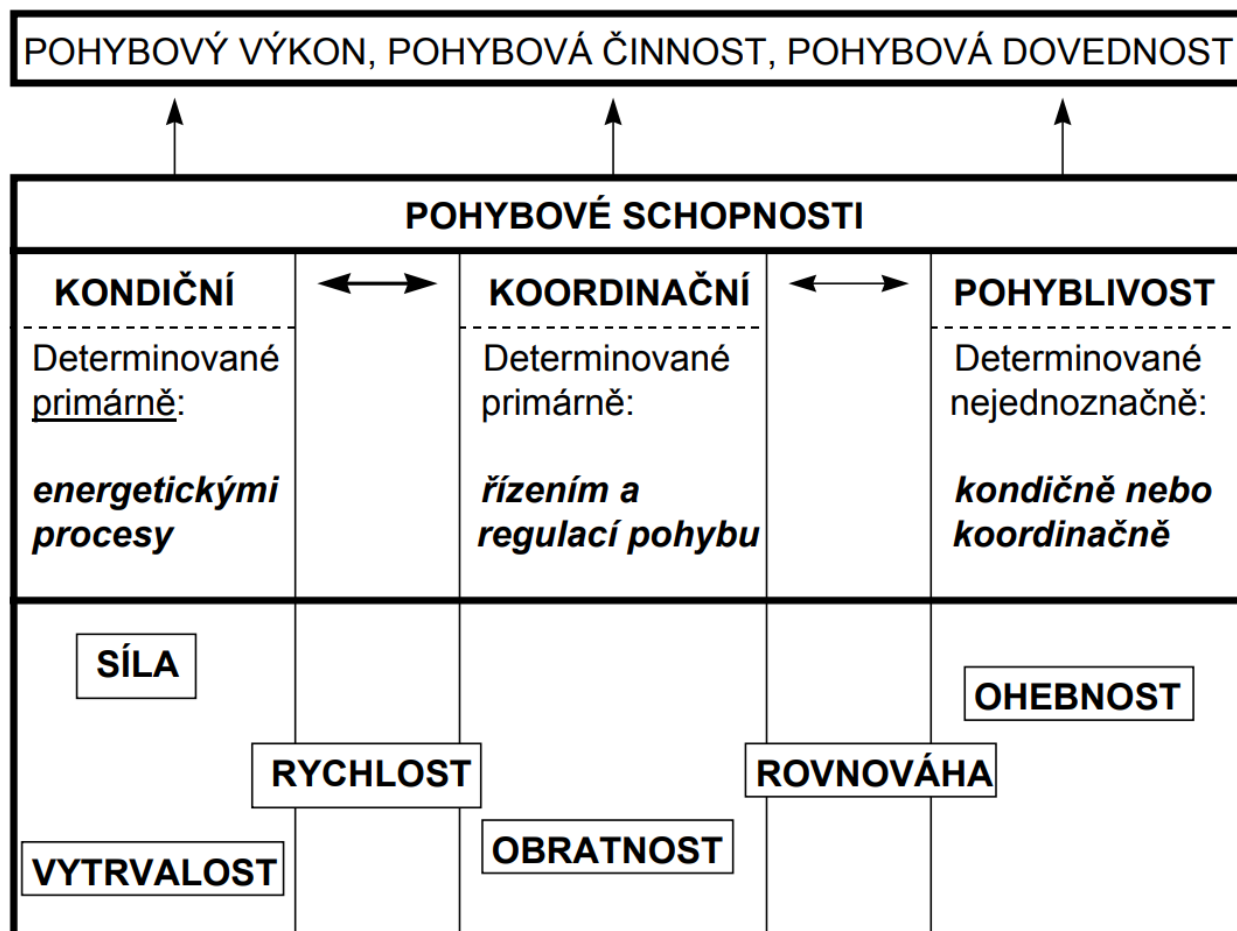 POHYBOVÝ VÝKON, POHYBOVÁ ČINNOST, POHYBOVÁ DOVEDNOST
POHYBOVÉ SCHOPNOSTI
KONDIČNÍ
Determinované
primárně:
energetickými
procesy
KOORDINAČNÍ
Determinované
primárně:
řízením a
regulací pohybu
POHYBLIVOST
Determinované
nejednoznačně:
kondičně nebo
koordinačně
SÍLA
OHEBNOST
RYCHLOST
ROVNOVÁHA
VYTRVALOST
OBRATNOST